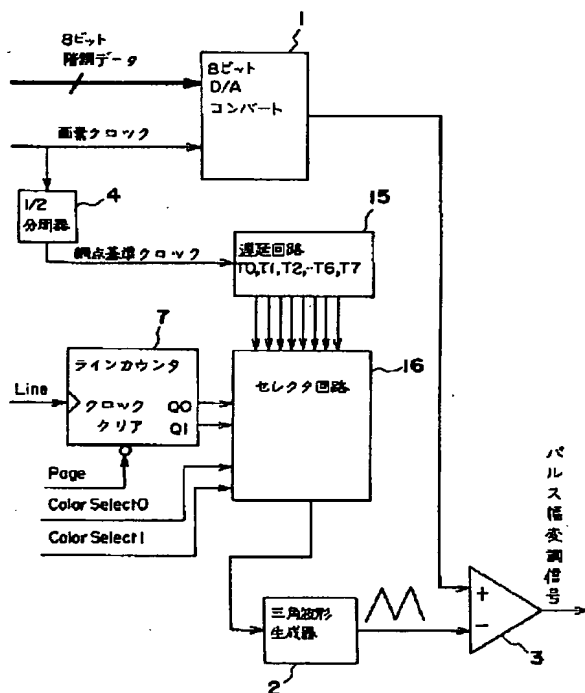 1
8ビット
階調データ
8ビット
D/A
コンバート
画素クロック
4
1/2
分周器
網点基準クロック
15
遅延回路
T0,T1,T2,--T6,T7
7
ラインカウンタ
Line
クロック Q0
クリア Q1
16
セレクタ回路
Page
Color Select0
Color Select1
パルス幅変調信号
三角波形
生成器
2
+
−
3